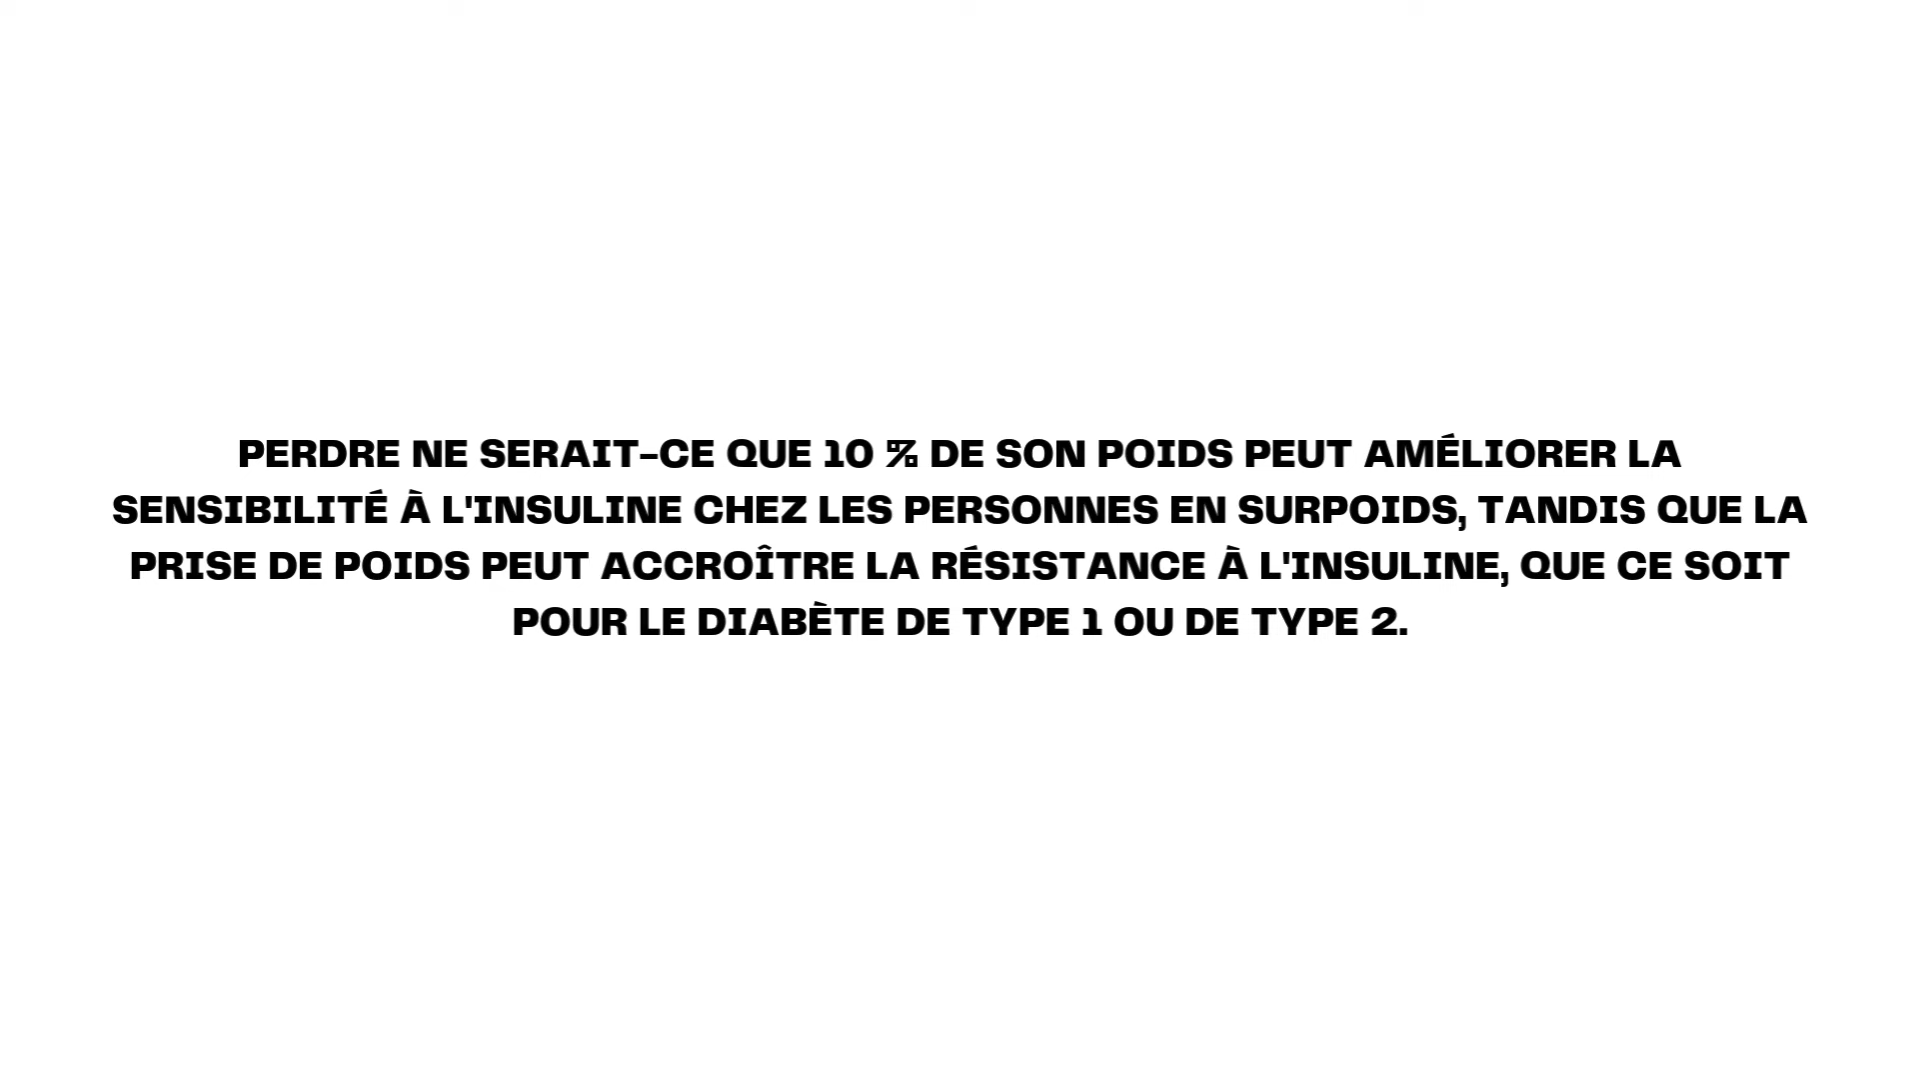 PERDRE NE SERAIT-CE QUE 10 % DE SON POIDS PEUT AMÉLIORER LA
SENSIBILITÉ À L'INSULINE CHEZ LES PERSONNES EN SURPOIDS, TANDIS QUE LA
PRISE DE POIDS PEUT ACCROÎTRE LA RÉSISTANCE À L'INSULINE, QUE CE SOIT
POUR LE DIABÈTE DE TYPE 1 OU DE TYPE 2.